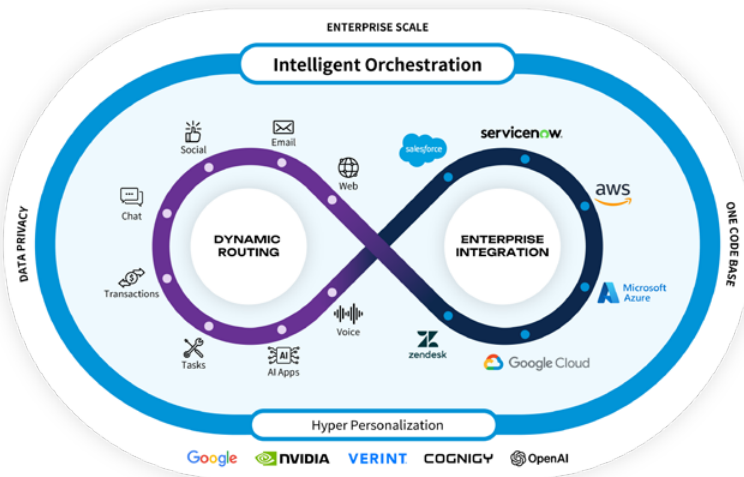 ENTERPRISE SCALE
Intelligent Orchestration
DATA PRIVACY
ONE CODE BASE
Social
Email
Web
Chat
Transactions
Tasks
AI
AI Apps
Voice
DYNAMIC
ROUTING
salesforce
servicenow.
aws
Microsoft
Azure
Google Cloud
zendesk
ENTERPRISE
INTEGRATION
Hyper Personalization
Google
NVIDIA
VERINT
COGNIGY
OpenAI